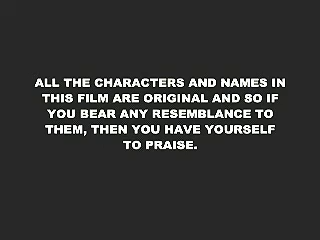 ALL THE CHARACTERS AND NAMES IN
THIS FILM ARE ORIGINAL AND SO IF
YOU BEAR ANY RESEMBLANCE TO
THEM, THEN YOU HAVE YOURSELF
TO PRAISE.